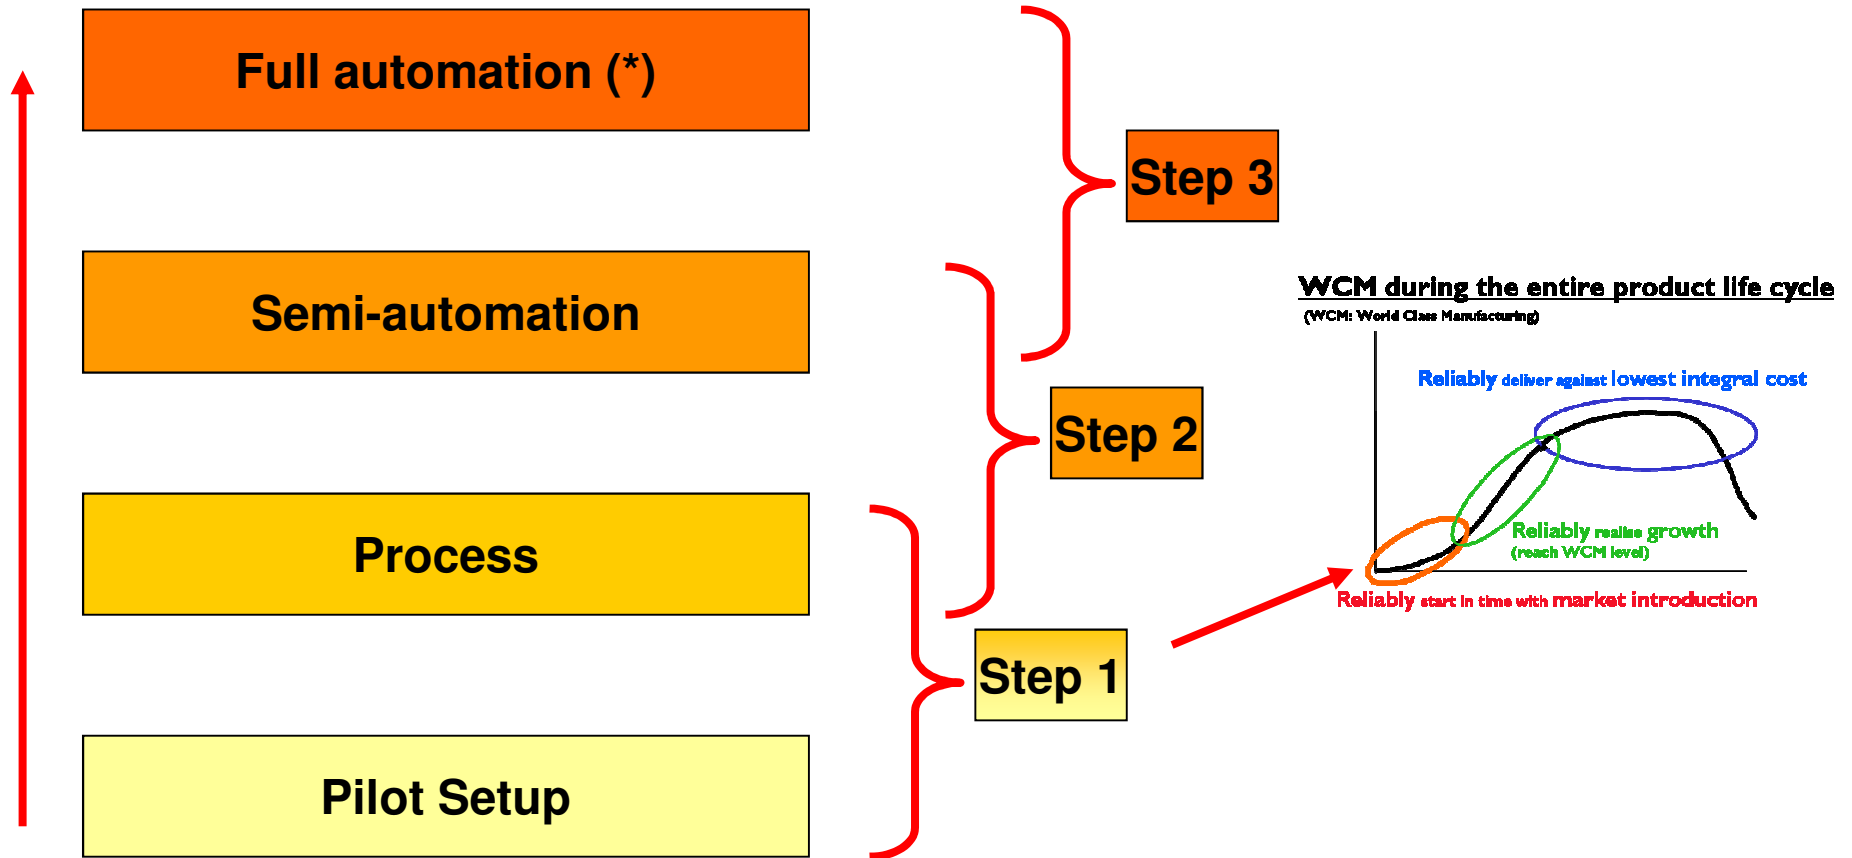 Full automation (*)
Step 3
Semi-automation
Step 2
Process
Step 1
Pilot Setup
WCM during the entire product life cycle
(WCM: World Class Manufacturing)
Reliably deliver against lowest integral cost
Reliably realise growth
(reach WCM level)
Reliably start in time with market introduction